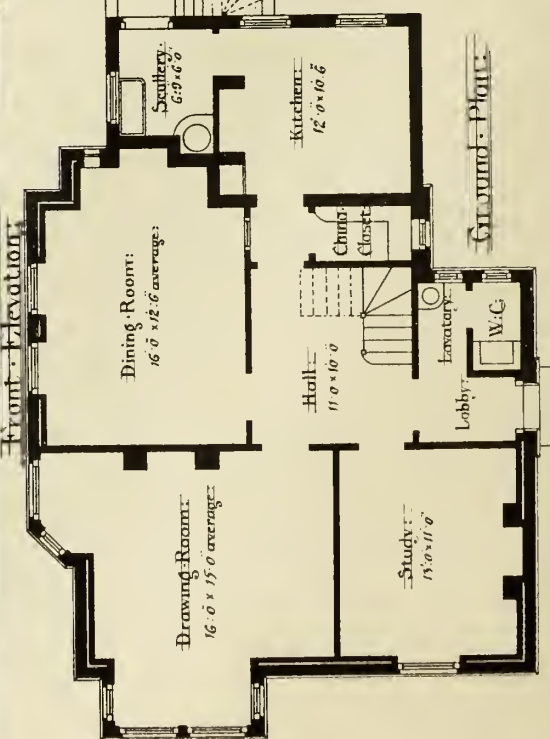 Front : Elevation :
Ground : Plan :
Scullery :
6:9 x 6:0
Kitchen :
12:0 x 10:6
China :
Closet :
Dining : Room :
16:0 x 12:6 average :
Hall :
11:0 x 10:0
Lavatory :
W:C :
Lobby :
Drawing : Room :
16:0 x 15:0 average :
Study :
13:0 x 11:0